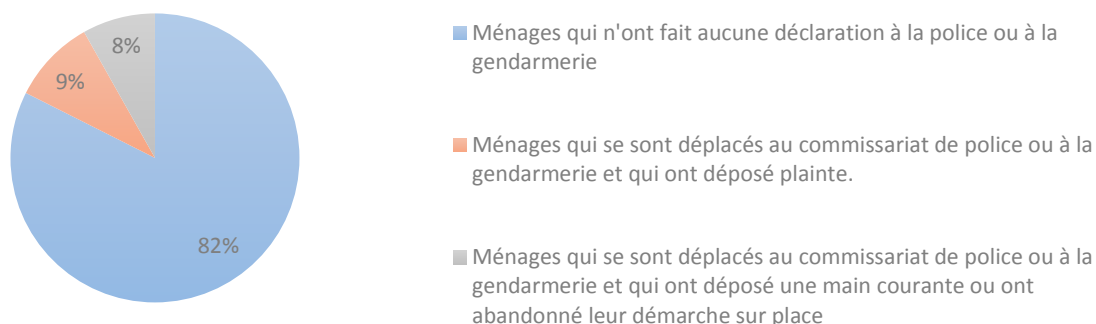 8%
9%
82%
Ménages qui n'ont fait aucune déclaration à la police ou à la
gendarmerie
Ménages qui se sont déplacés au commissariat de police ou à la
gendarmerie et qui ont déposé plainte.
Ménages qui se sont déplacés au commissariat de police ou à la
gendarmerie et qui ont déposé une main courante ou ont
abandonné leur démarche sur place